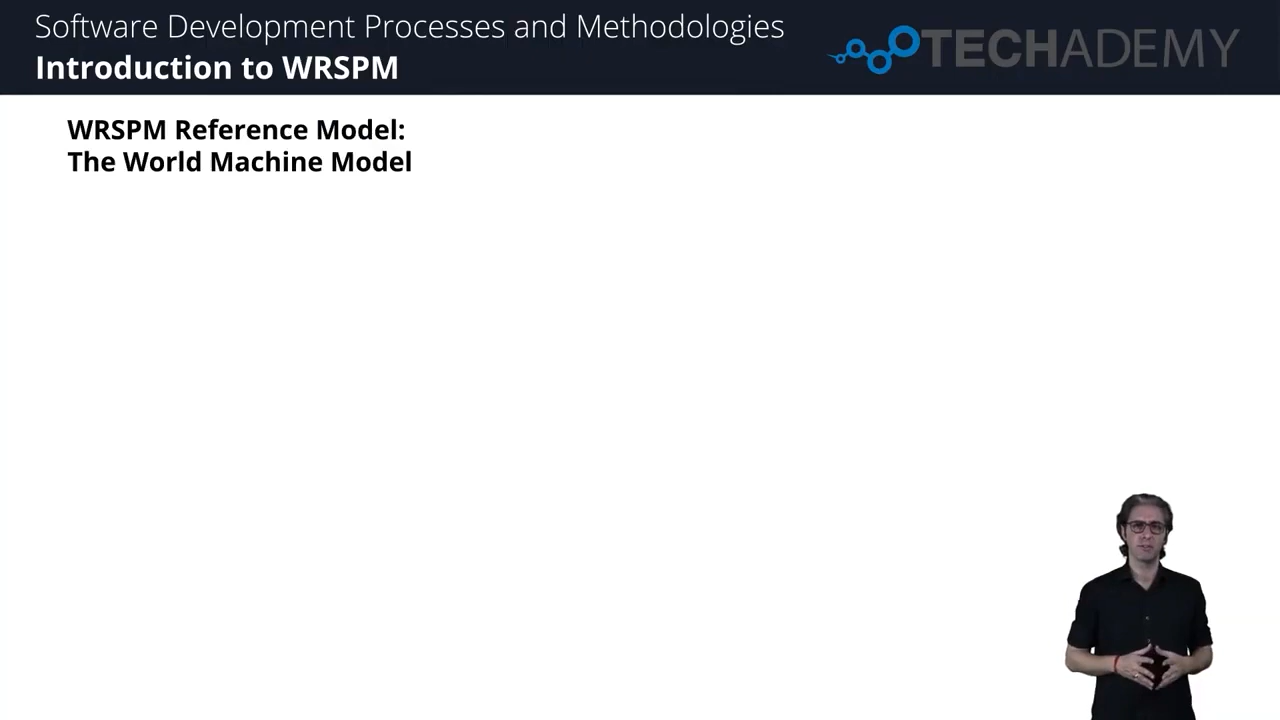 Software Development Processes and Methodologies
Introduction to WRSPM
TECHADEMY
WRSPM Reference Model:
The World Machine Model